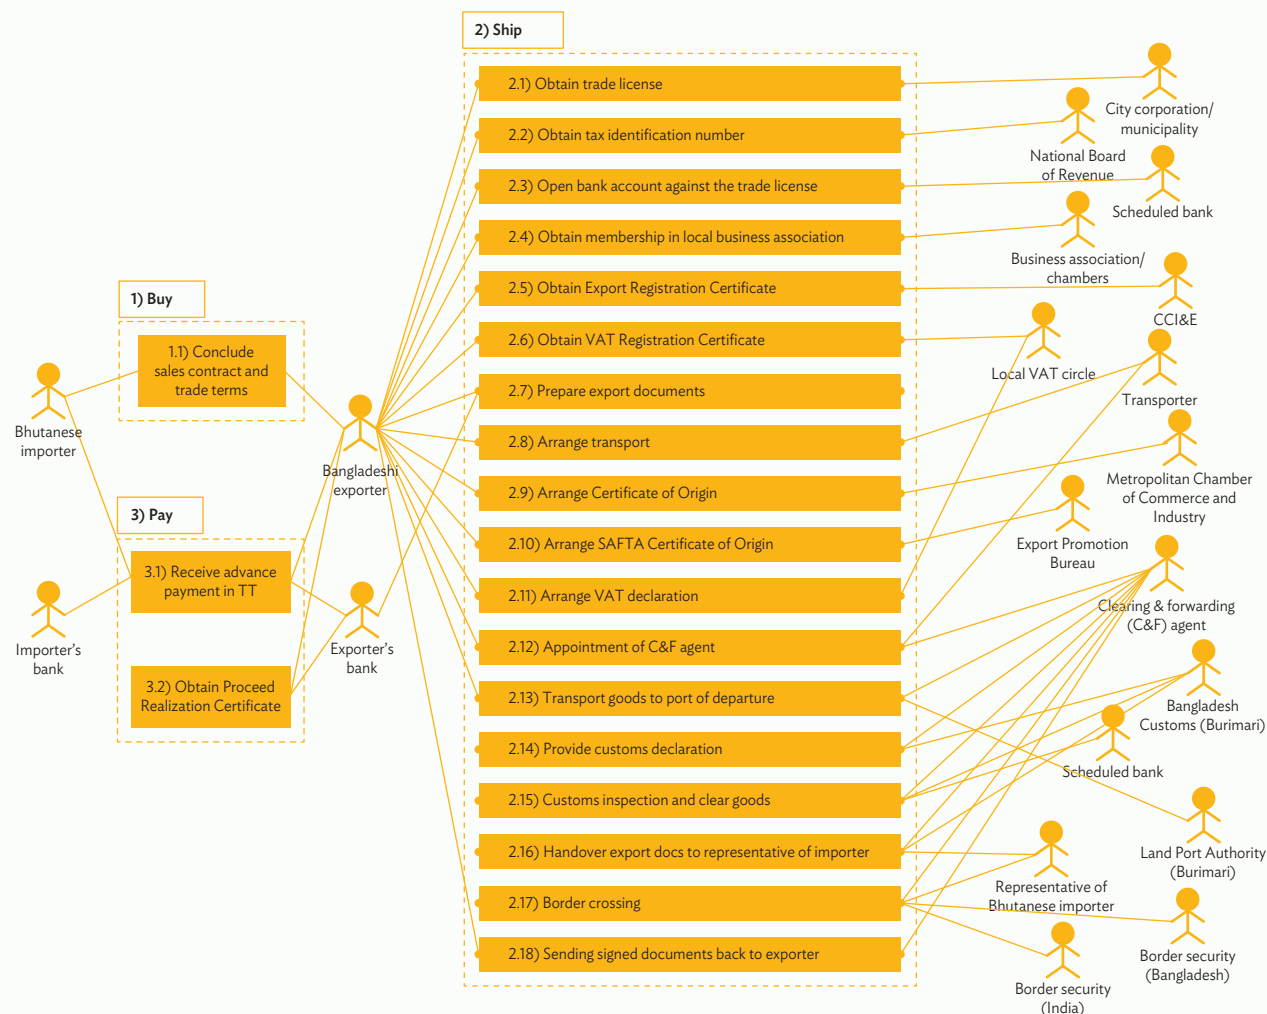 2) Ship
2.1) Obtain trade license
2.2) Obtain tax identification number
2.3) Open bank account against the trade license
2.4) Obtain membership in local business association
2.5) Obtain Export Registration Certificate
2.6) Obtain VAT Registration Certificate
2.7) Prepare export documents
2.8) Arrange transport
2.9) Arrange Certificate of Origin
2.10) Arrange SAFTA Certificate of Origin
2.11) Arrange VAT declaration
2.12) Appointment of C&F agent
2.13) Transport goods to port of departure
2.14) Provide customs declaration
2.15) Customs inspection and clear goods
2.16) Handover export docs to representative of importer
2.17) Border crossing
2.18) Sending signed documents back to exporter
1) Buy
1.1) Conclude
sales contract and
trade terms
Bhutanese
importer
Bangladeshi
exporter
3) Pay
3.1) Receive advance
payment in TT
3.2) Obtain Proceed
Realization Certificate
Importer's
bank
Exporter's
bank
City corporation/
municipality
National Board
of Revenue
Scheduled bank
Business association/
chambers
CCI&E
Local VAT circle
Transporter
Metropolitan Chamber
of Commerce and
Industry
Export Promotion
Bureau
Clearing & forwarding
(C&F) agent
Bangladesh
Customs (Burimari)
Scheduled bank
Land Port Authority
(Burimari)
Representative of
Bhutanese importer
Border security
(Bangladesh)
Border security
(India)